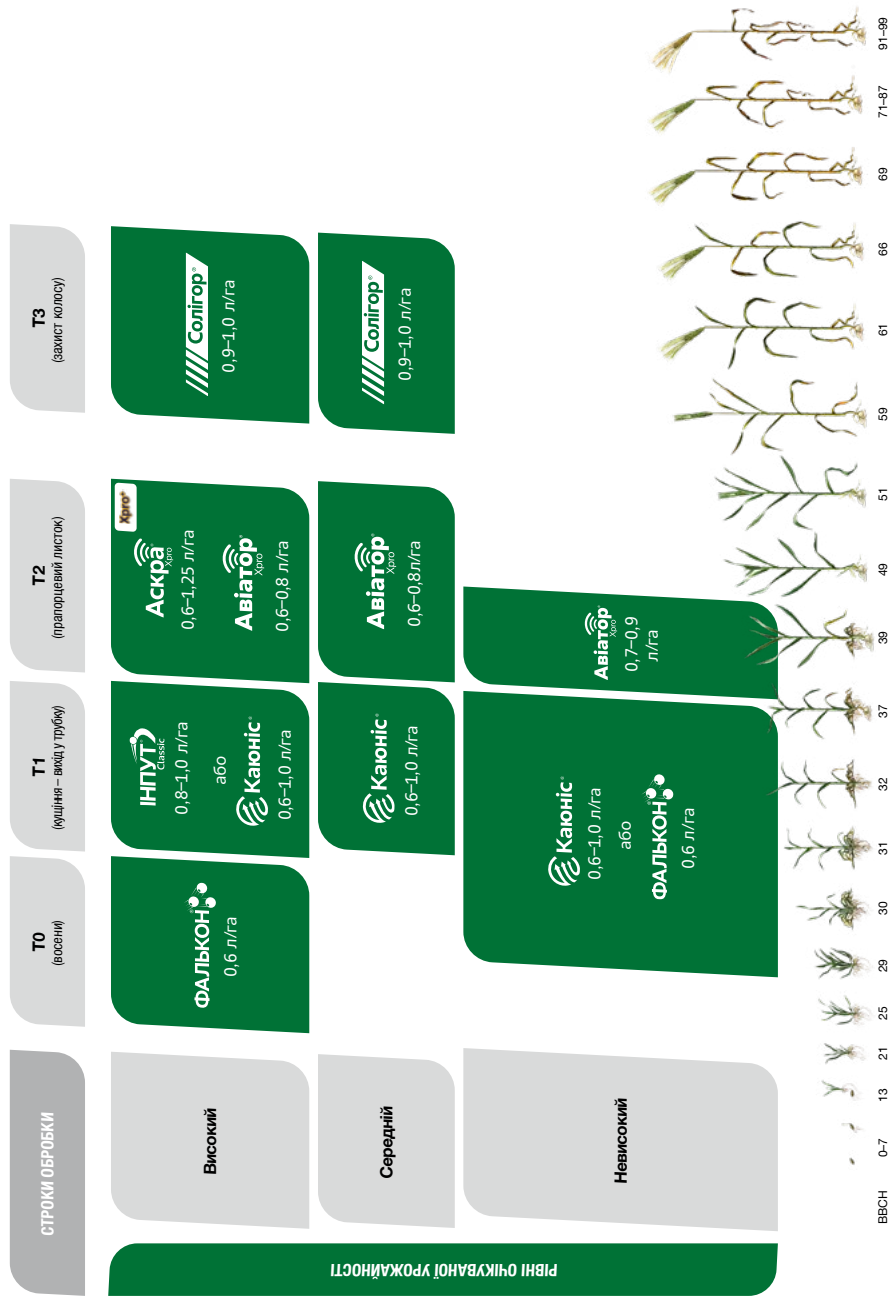 СТРОКИ ОБРОБКИ
Т0
(восени)
Т1
(кущіння – вихід у трубку)
Т2
(прапорцевий листок)
Т3
(захист колосу)
РІВНІ ОЧІКУВАНОЇ УРОЖАЙНОСТІ
Високий
ФАЛЬКОН®
0,6 л/га
ІНПУТ®
Classic
0,8–1,0 л/га
або
Каюніс®
0,6–1,0 л/га
Xpro+
Аскра®
Xpro
0,6–1,25 л/га
Авіатор®
Xpro
0,6–0,8 л/га
Солігор®
0,9–1,0 л/га
Середній
Каюніс®
0,6–1,0 л/га
Авіатор®
Xpro
0,6–0,8л/га
Солігор®
0,9–1,0 л/га
Невисокий
Каюніс®
0,6–1,0 л/га
або
ФАЛЬКОН®
0,6 л/га
Авіатор®
Xpro
0,7–0,9
л/га
BBCH 0–7 13 21 25 29 30 31 32 37 39 49 51 59 61 66 69 71–87 91–99